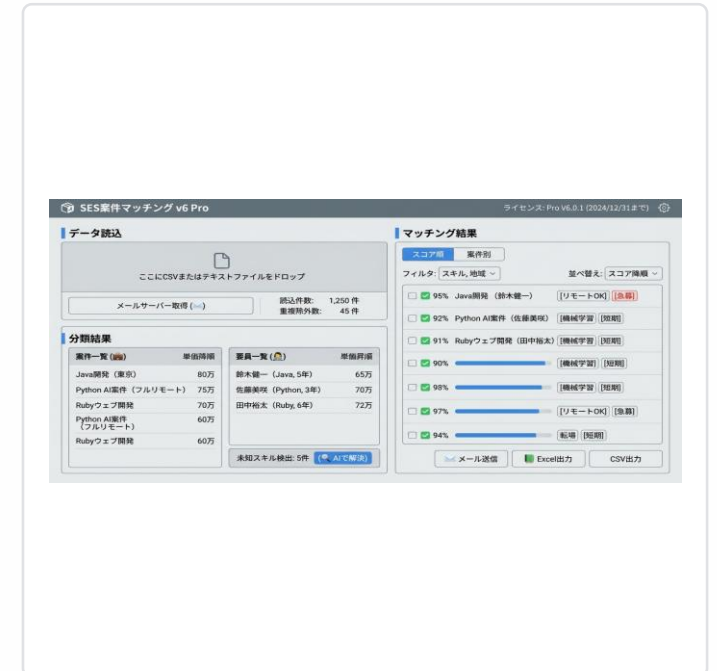 SES案件マッチング v6 Pro
ライセンス: Pro V6.0.1 (2024/12/31まで)
データ読込
ここにCSVまたはテキストファイルをドロップ
メールサーバー取得 (✉)
読込件数: 1,250 件
重複除外数: 45 件
分類結果
案件一覧 単価降順
Java開発（東京） 80万
Python AI案件（フルリモート） 75万
Rubyウェブ開発 70万
Python AI案件
（フルリモート） 60万
Rubyウェブ開発 60万
要員一覧 単価昇順
鈴木健一（Java, 5年） 65万
佐藤美咲（Python, 3年） 70万
田中裕太（Ruby, 6年） 72万
未知スキル検出: 5件 (🔍 AIで解決)
マッチング結果
スコア順 案件別
フィルタ: スキル, 地域 並べ替え: スコア降順
95% Java開発（鈴木健一） [リモートOK] [急募]
92% Python AI案件（佐藤美咲） [機械学習] [短期]
91% Rubyウェブ開発（田中裕太） [機械学習] [短期]
90% [機械学習] [短期]
98% [機械学習] [短期]
97% [リモートOK] [急募]
94% [短期]
メール送信 Excel出力 CSV出力